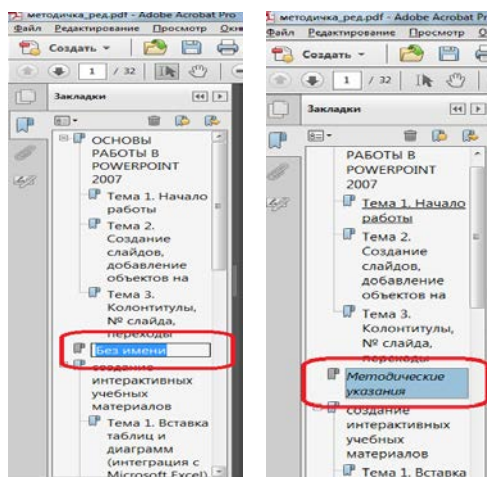 методичка_ред.pdf - Adobe Acrobat Pro
Файл Редактирование Просмотр Окн
Создать
1 / 32
Закладки
ОСНОВЫ
РАБОТЫ В
POWERPOINT
2007
Тема 1. Начало
работы
Тема 2.
Создание
слайдов,
добавление
объектов на
Тема 3.
Колонтитулы,
№ слайда,
переходы
Без имени
создание
интерактивных
учебных
материалов
Тема 1. Вставка
таблиц и
диаграмм
(интеграция с
Microsoft Excel)
методичка_ред.pdf - Adobe Acrobat Pr
Файл Редактирование Просмотр О
Создать
1 / 32
Закладки
РАБОТЫ В
POWERPOINT
2007
Тема 1. Начало
работы
Тема 2.
Создание
слайдов,
добавление
объектов на
Тема 3.
Колонтитулы,
№ слайда,
переходы
Методические
указания
создание
интерактивных
учебных
материалов
Тема 1. Вставка